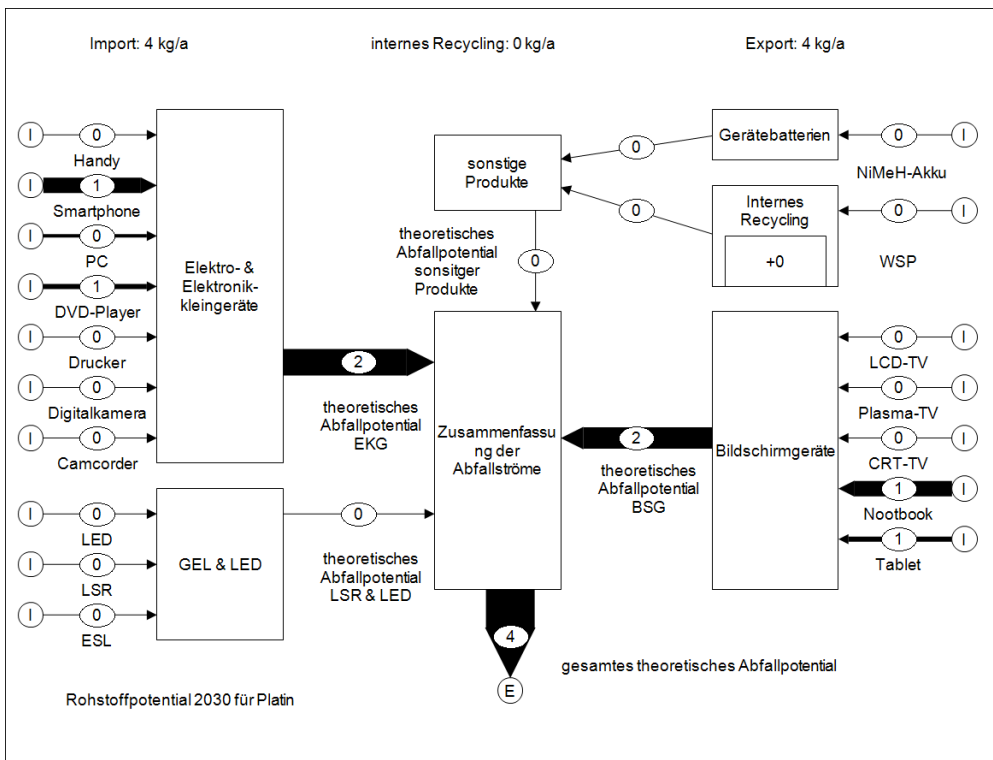 Import: 4 kg/a
internes Recycling: 0 kg/a
Export: 4 kg/a
I
0
Handy
I
1
Smartphone
I
0
PC
I
1
DVD-Player
I
0
Drucker
I
0
Digitalkamera
I
0
Camcorder
Elektro- &
Elektronik-
kleingeräte
2
theoretisches
Abfallpotential
EKG
I
0
LED
I
0
LSR
I
0
ESL
GEL & LED
0
theoretisches
Abfallpotential
LSR & LED
sonstige
Produkte
0
0
theoretisches
Abfallpotential
sonsitger
Produkte
0
Gerätebatterien
0
I
NiMeH-Akku
Internes
Recycling
+0
0
I
WSP
Zusammenfassu
ng der
Abfallströme
2
theoretisches
Abfallpotential
BSG
Bildschirmgeräte
0
I
LCD-TV
0
I
Plasma-TV
0
I
CRT-TV
1
I
Nootbook
1
I
Tablet
4
E
gesamtes theoretisches Abfallpotential
Rohstoffpotential 2030 für Platin